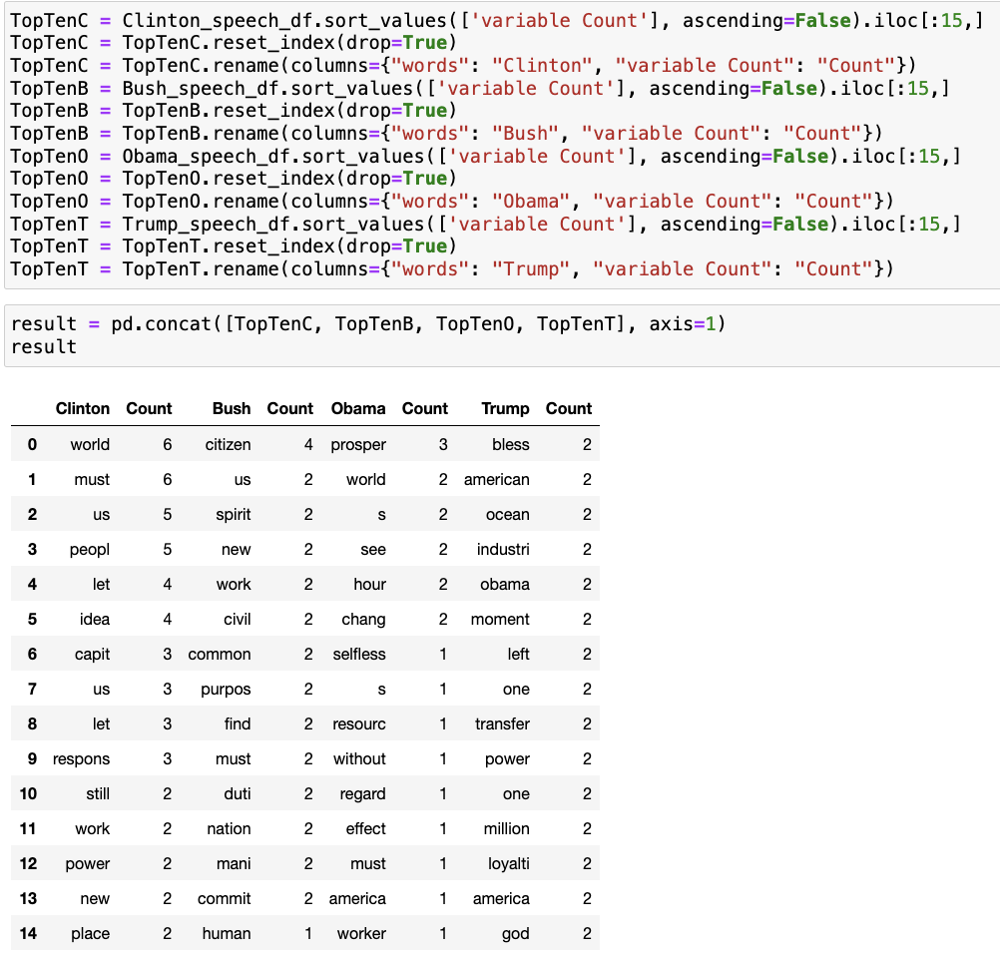 TopTenC = Clinton_speech_df.sort_values(['variable Count'], ascending=False).iloc[:15,]
TopTenC = TopTenC.reset_index(drop=True)
TopTenC = TopTenC.rename(columns={"words": "Clinton", "variable Count": "Count"})
TopTenB = Bush_speech_df.sort_values(['variable Count'], ascending=False).iloc[:15,]
TopTenB = TopTenB.reset_index(drop=True)
TopTenB = TopTenB.rename(columns={"words": "Bush", "variable Count": "Count"})
TopTenO = Obama_speech_df.sort_values(['variable Count'], ascending=False).iloc[:15,]
TopTenO = TopTenO.reset_index(drop=True)
TopTenO = TopTenO.rename(columns={"words": "Obama", "variable Count": "Count"})
TopTenT = Trump_speech_df.sort_values(['variable Count'], ascending=False).iloc[:15,]
TopTenT = TopTenT.reset_index(drop=True)
TopTenT = TopTenT.rename(columns={"words": "Trump", "variable Count": "Count"})
result = pd.concat([TopTenC, TopTenB, TopTenO, TopTenT], axis=1)
result
Clinton Count Bush Count Obama Count Trump Count
0 world 6 citizen 4 prosper 3 bless 2
1 must 6 us 2 world 2 american 2
2 us 5 spirit 2 s 2 ocean 2
3 peopl 5 new 2 see 2 industri 2
4 let 4 work 2 hour 2 obama 2
5 idea 4 civil 2 chang 2 moment 2
6 capit 3 common 2 selfless 1 left 2
7 us 3 purpos 2 s 1 one 2
8 let 3 find 2 resourc 1 transfer 2
9 respons 3 must 2 without 1 power 2
10 still 2 duti 2 regard 1 one 2
11 work 2 nation 2 effect 1 million 2
12 power 2 mani 2 must 1 loyalti 2
13 new 2 commit 2 america 1 america 2
14 place 2 human 1 worker 1 god 2